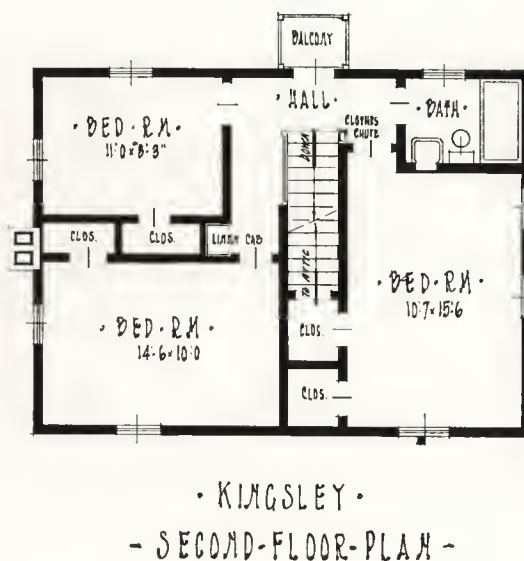 BALCONY
HALL
BED·RM·
11'·0"×8'·3"
CLOTHES
CHUTE
BATH
DOWN
CLOS.
CLOS.
LINEN CAB
TO ATTIC
BED·RM·
10'·7×15'·6
BED·RM·
14'·6×10'·0
CLOS.
CLOS.
·KINGSLEY·
-SECOND-FLOOR-PLAN-